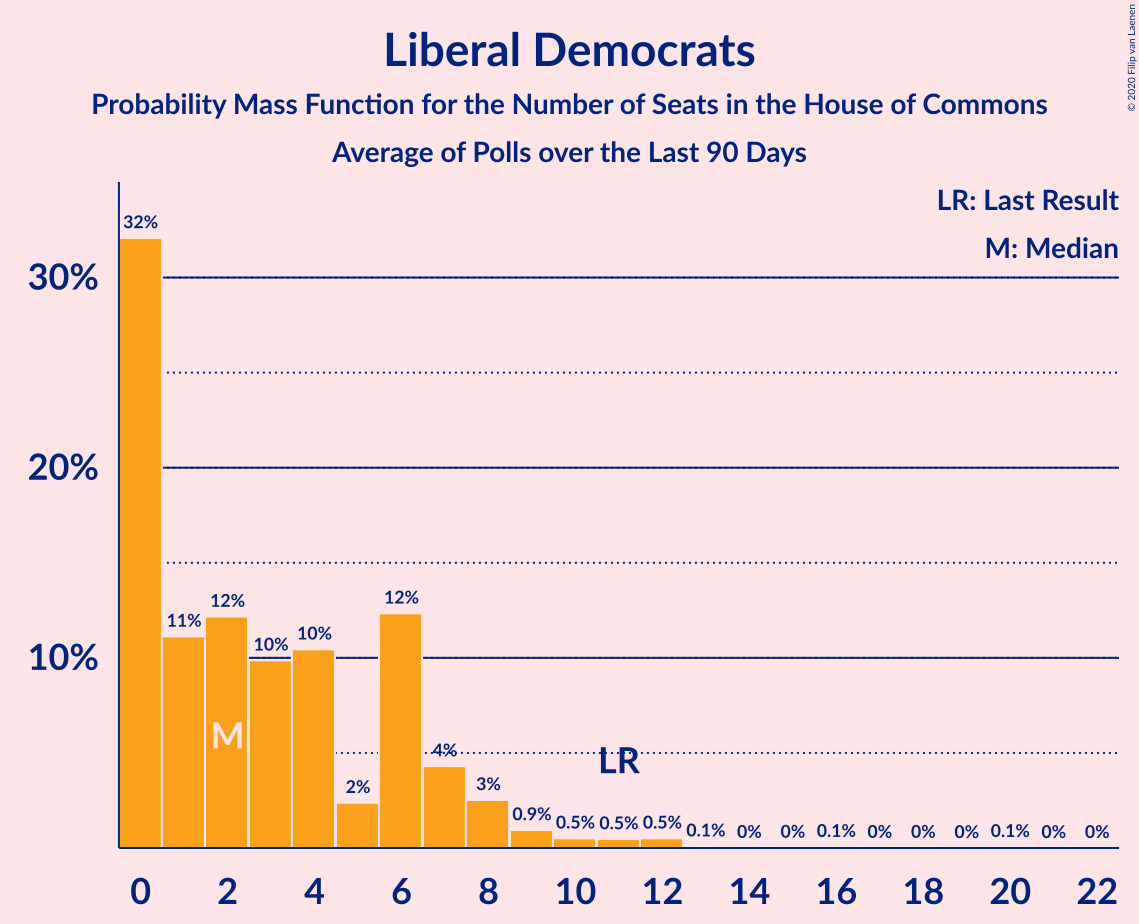 Liberal Democrats
Probability Mass Function for the Number of Seats in the House of Commons
Average of Polls over the Last 90 Days
© 2020 Filip van Laenen
LR: Last Result
M: Median
30%
20%
10%
32%
11%
12%
10%
10%
2%
12%
4%
3%
0.9%
0.5%
0.5%
0.5%
0.1%
0%
0%
0.1%
0%
0%
0%
0.1%
0%
0%
M
LR
0 2 4 6 8 10 12 14 16 18 20 22